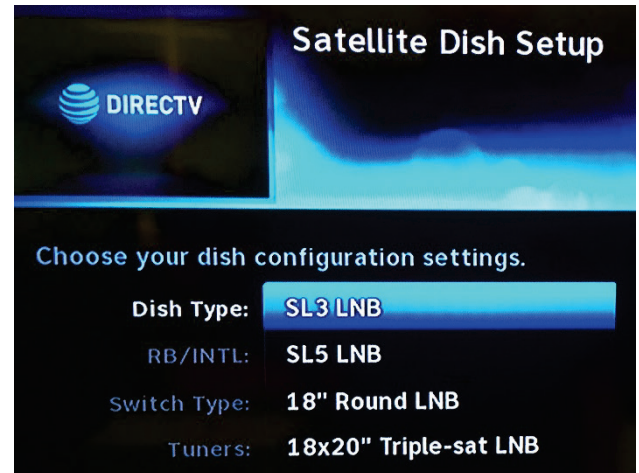 Satellite Dish Setup
DIRECTV
Choose your dish configuration settings.
Dish Type: SL3 LNB
RB/INTL: SL5 LNB
Switch Type: 18" Round LNB
Tuners: 18x20" Triple-sat LNB